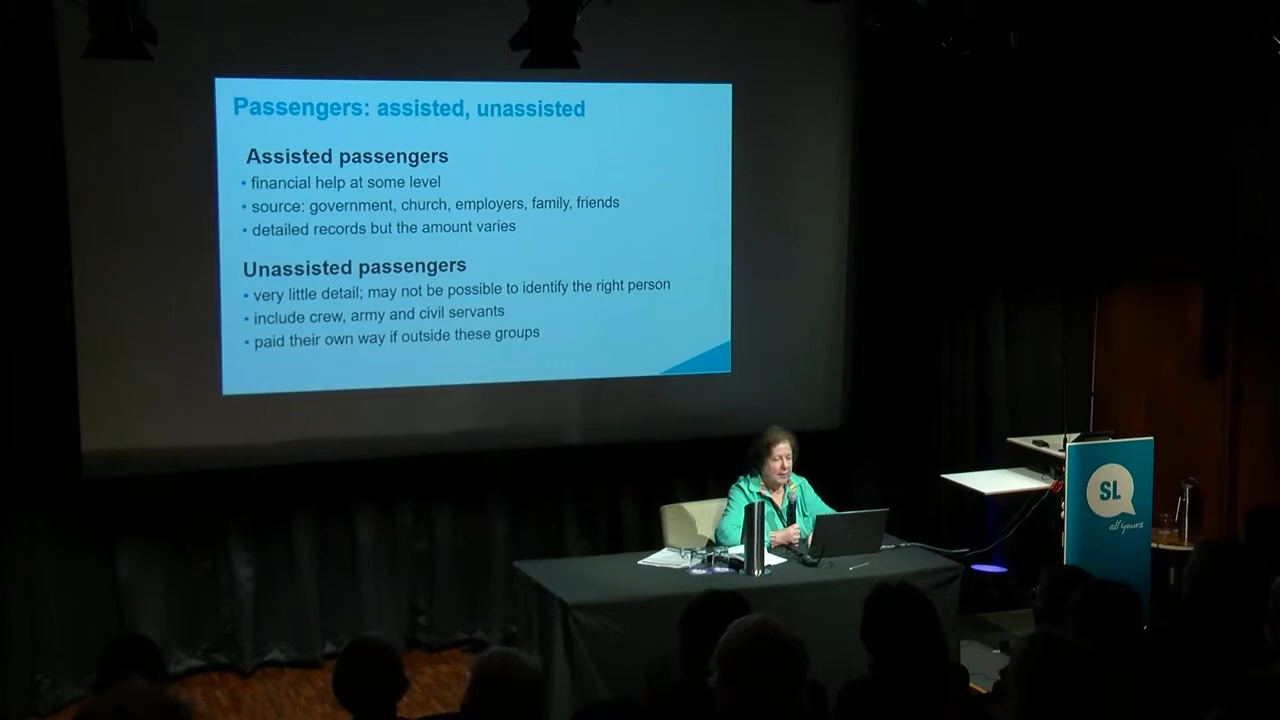 Passengers: assisted, unassisted
Assisted passengers
• financial help at some level
• source: government, church, employers, family, friends
• detailed records but the amount varies
Unassisted passengers
• very little detail; may not be possible to identify the right person
• include crew, army and civil servants
• paid their own way if outside these groups
SLQ
all yours